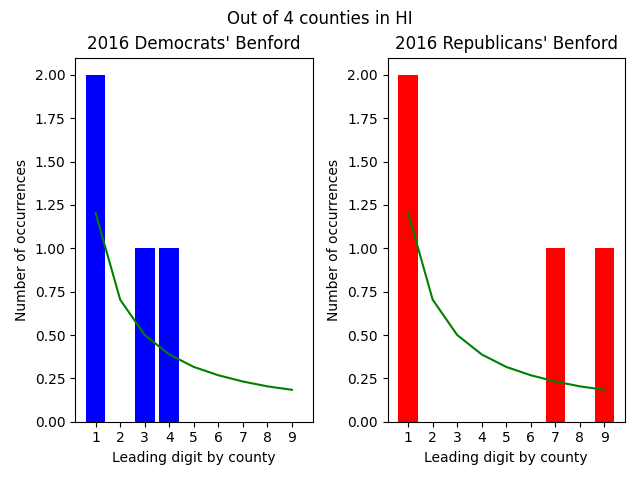 Out of 4 counties in HI
2016 Democrats' Benford
2016 Republicans' Benford
Number of occurrences
2.00
1.75
1.50
1.25
1.00
0.75
0.50
0.25
0.00
1 2 3 4 5 6 7 8 9
Leading digit by county
Number of occurrences
2.00
1.75
1.50
1.25
1.00
0.75
0.50
0.25
0.00
1 2 3 4 5 6 7 8 9
Leading digit by county